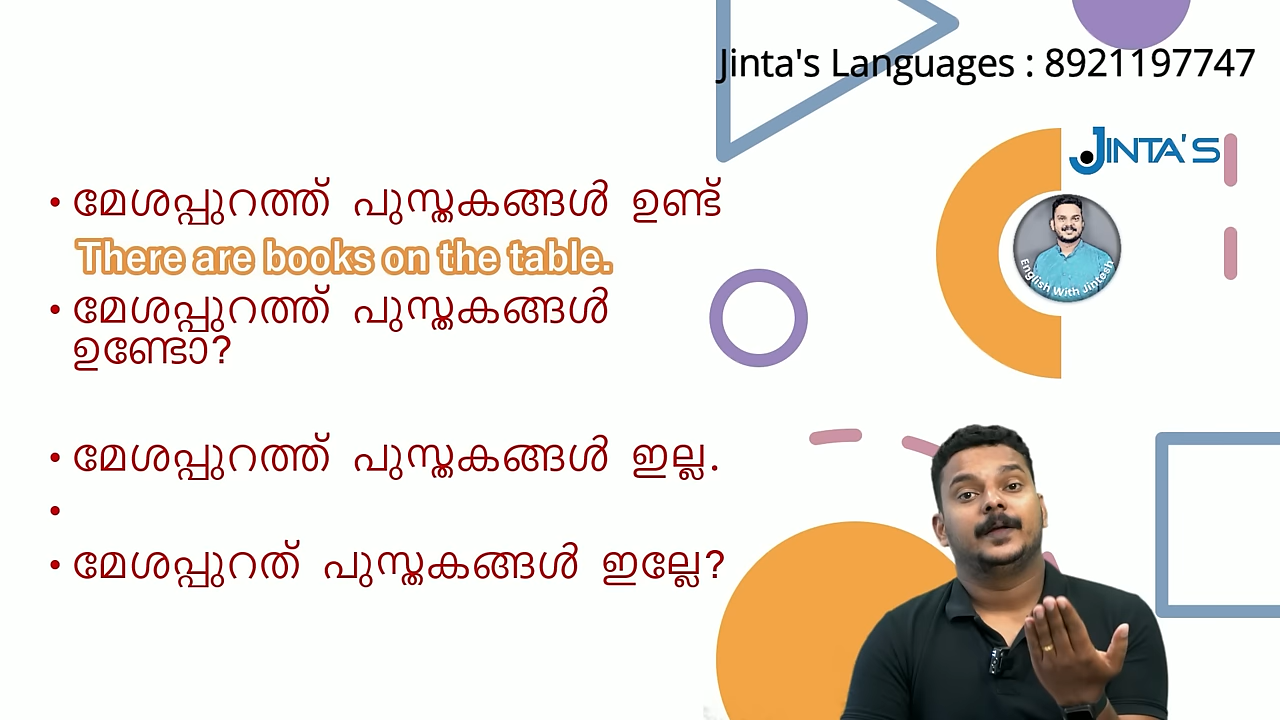 Jinta's Languages : 8921197747
JINTA'S
English With Jintesh
• മേശപ്പുറത്ത് പുസ്തകങ്ങൾ ഉണ്ട്
There are books on the table.
• മേശപ്പുറത്ത് പുസ്തകങ്ങൾ
ഉണ്ടോ?
• മേശപ്പുറത്ത് പുസ്തകങ്ങൾ ഇല്ല.
•
• മേശപ്പുറത് പുസ്തകങ്ങൾ ഇല്ലേ?